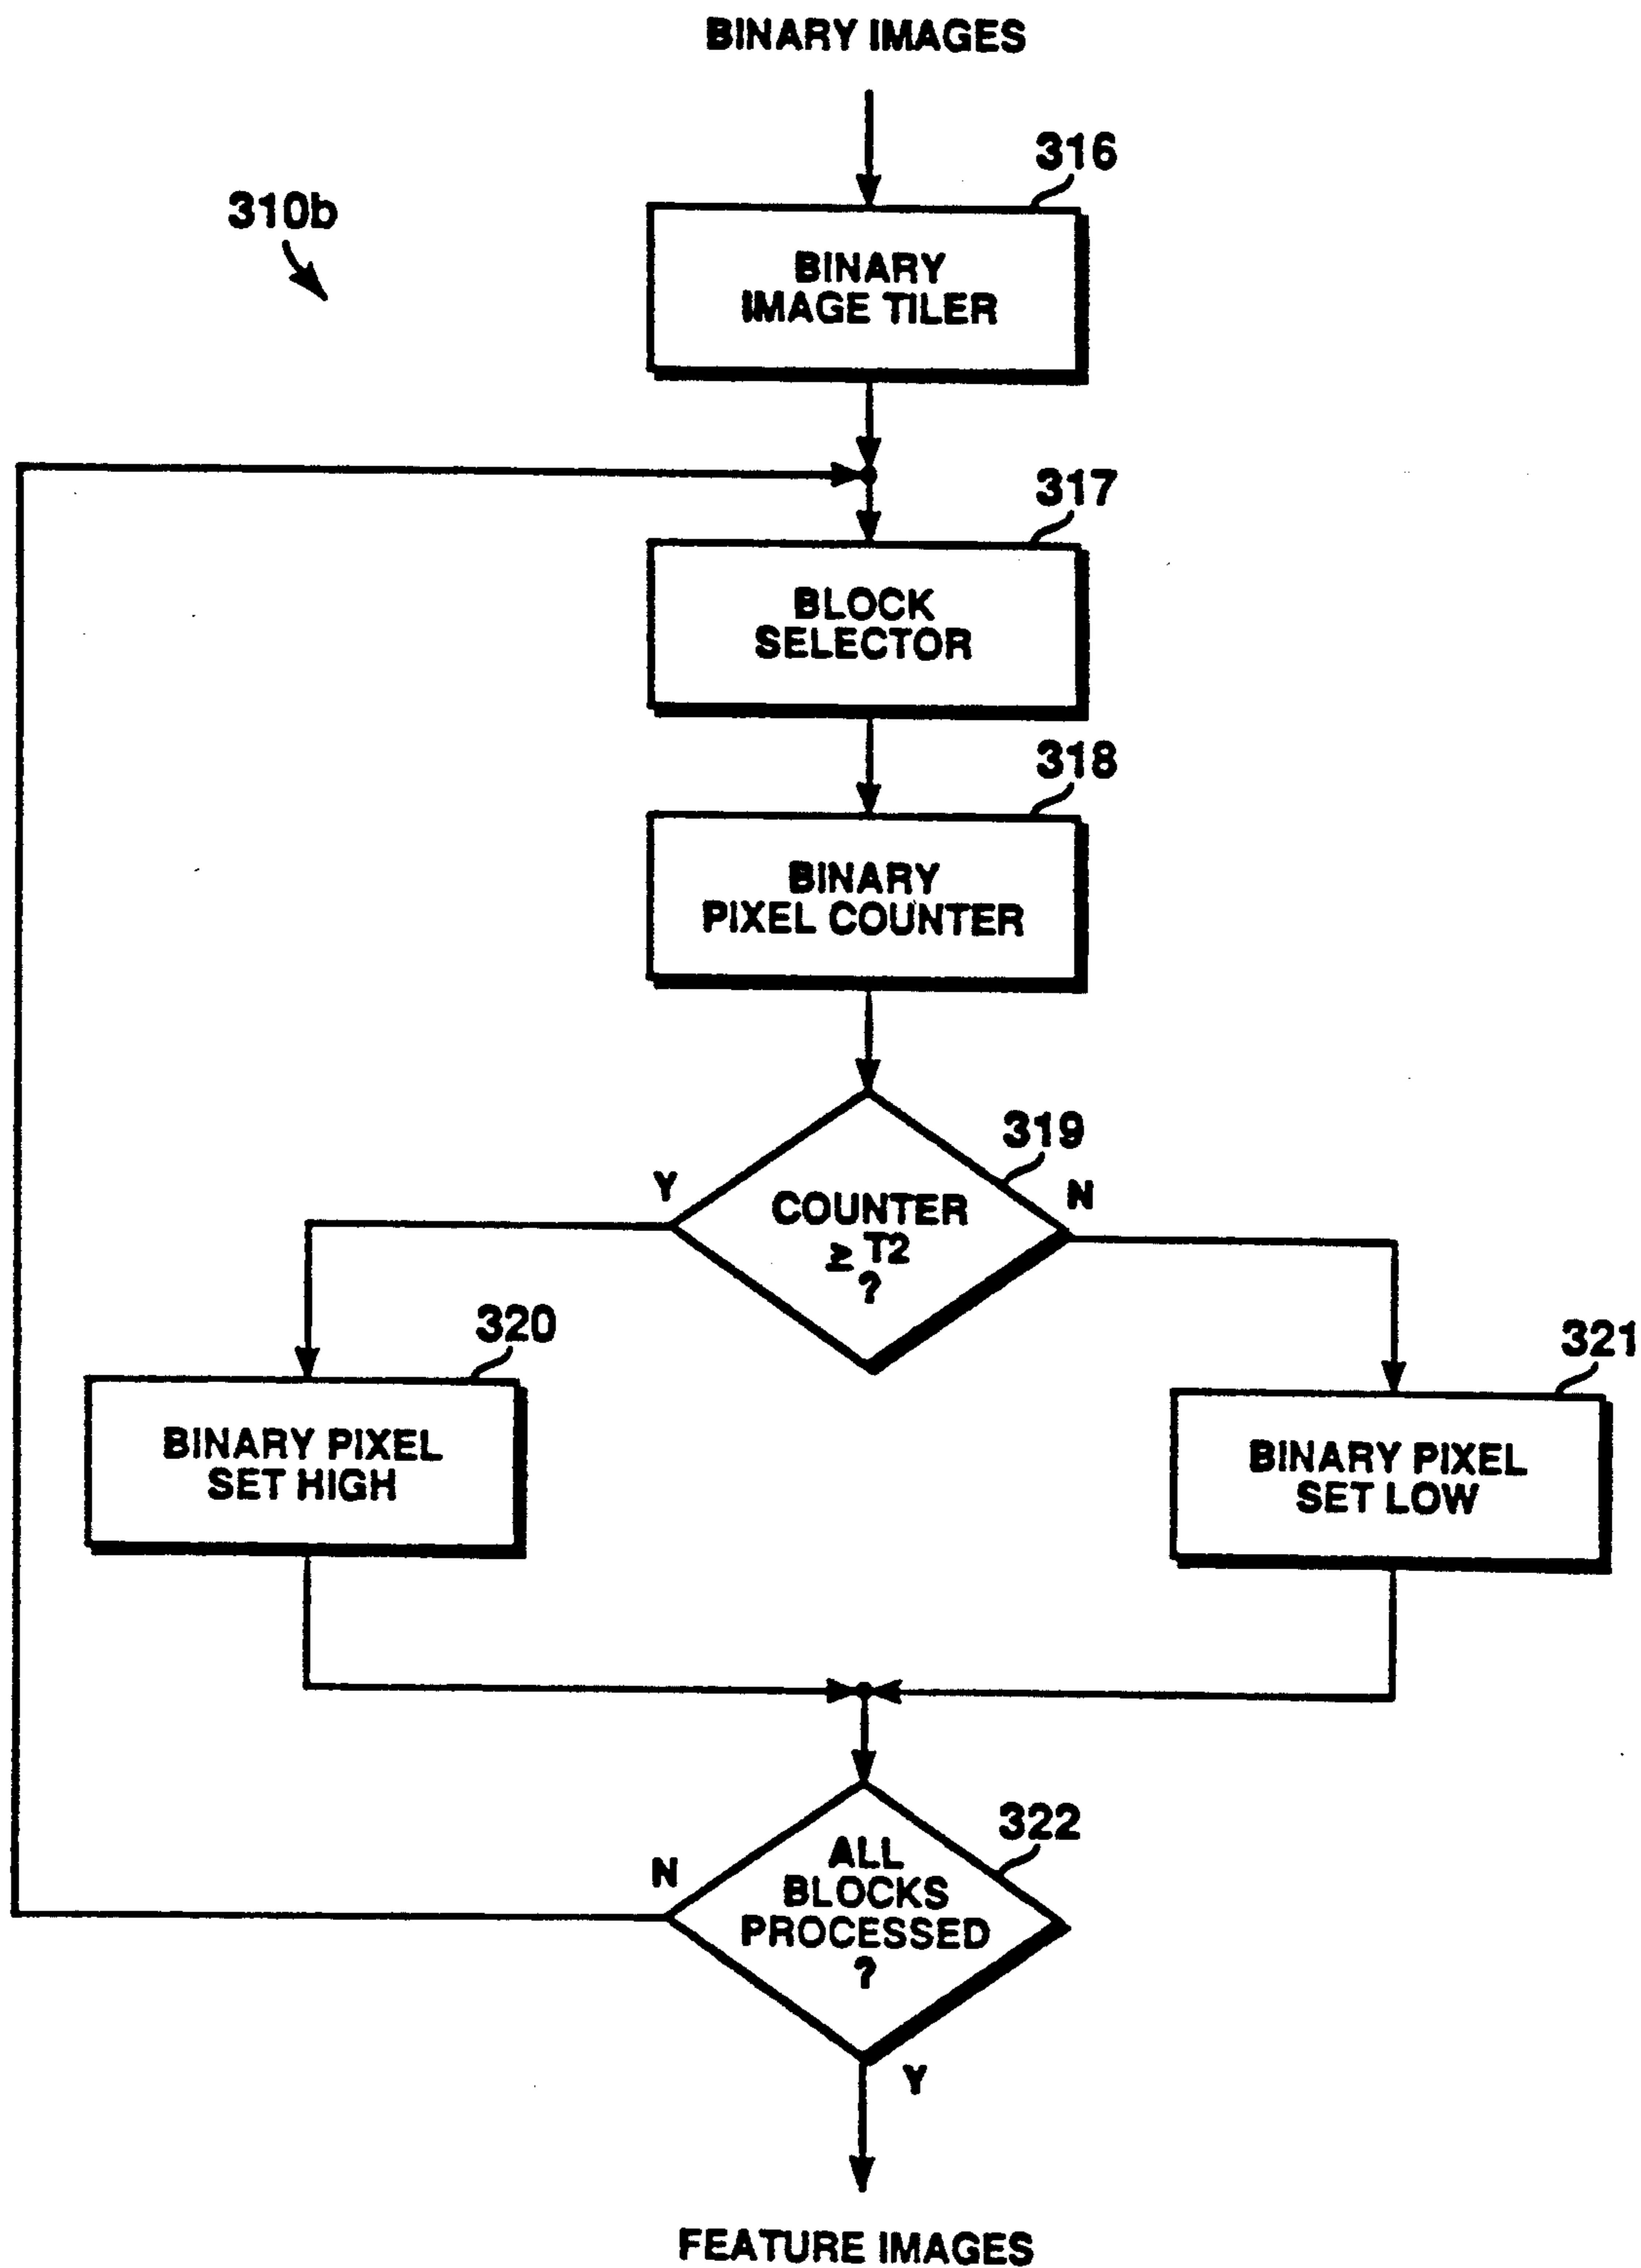 BINARY IMAGES
316
310b
BINARY
IMAGE TILER
317
BLOCK
SELECTOR
318
BINARY
PIXEL COUNTER
319
Y
N
COUNTER
≥ T2
?
320
321
BINARY PIXEL
SET HIGH
BINARY PIXEL
SET LOW
322
N
ALL
BLOCKS
PROCESSED
?
Y
FEATURE IMAGES